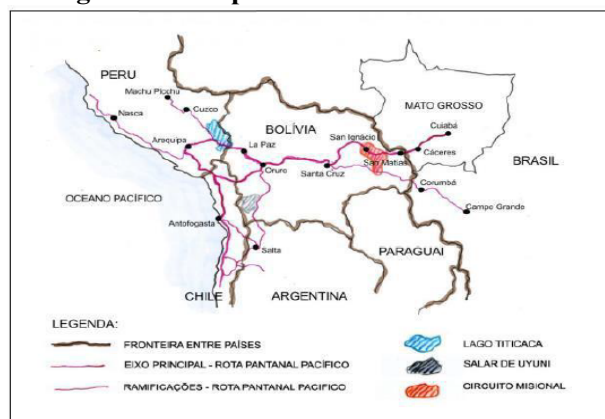 PERU
Machu Picchu
Cuzco
Nasca
Arequipa
La Paz
Oruro
BOLÍVIA
San Ignácio
San Matias
Santa Cruz
MATO GROSSO
Cuiabá
Cáceres
BRASIL
Corumbá
Campo Grande
OCEANO PACÍFICO
Antofagasta
Salta
PARAGUAI
CHILE
ARGENTINA
LEGENDA:
FRONTEIRA ENTRE PAÍSES
EIXO PRINCIPAL - ROTA PANTANAL PACÍFICO
RAMIFICAÇÕES - ROTA PANTANAL PACIFICO
LAGO TITICACA
SALAR DE UYUNI
CIRCUITO MISIONAL